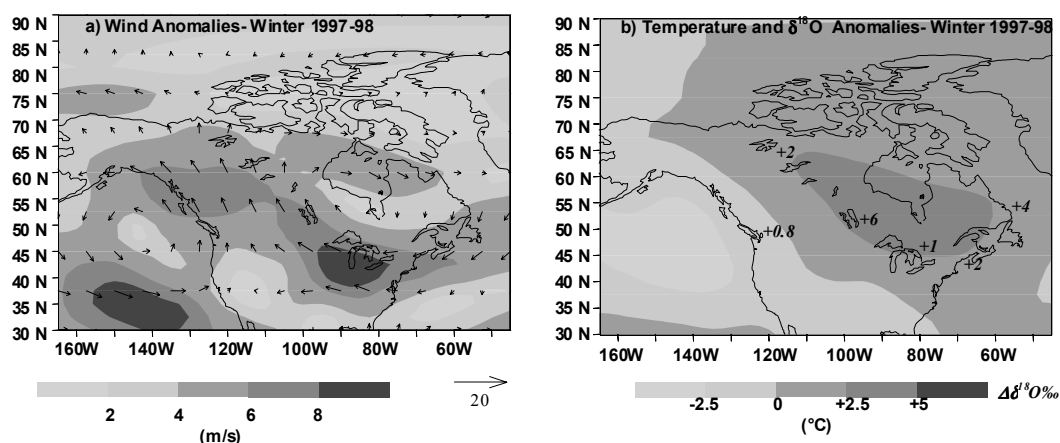 a) Wind Anomalies- Winter 1997-98
90 N
85 N
80 N
75 N
70 N
65 N
60 N
55 N
50 N
45 N
40 N
35 N
30 N
160W 140W 120W 100W 80W 60W
2 4 6 8
(m/s)
20
b) Temperature and δ¹⁸O Anomalies- Winter 1997-98
90 N
83 N
80 N
75 N
70 N
65 N
60 N
55 N
50 N
45 N
40 N
35 N
30 N
+2
+4
+6
+0.8
+1
+2
160W 140W 120W 100W 80W 60W
-2.5 0 +2.5 +5
Δδ¹⁸O‰
(°C)